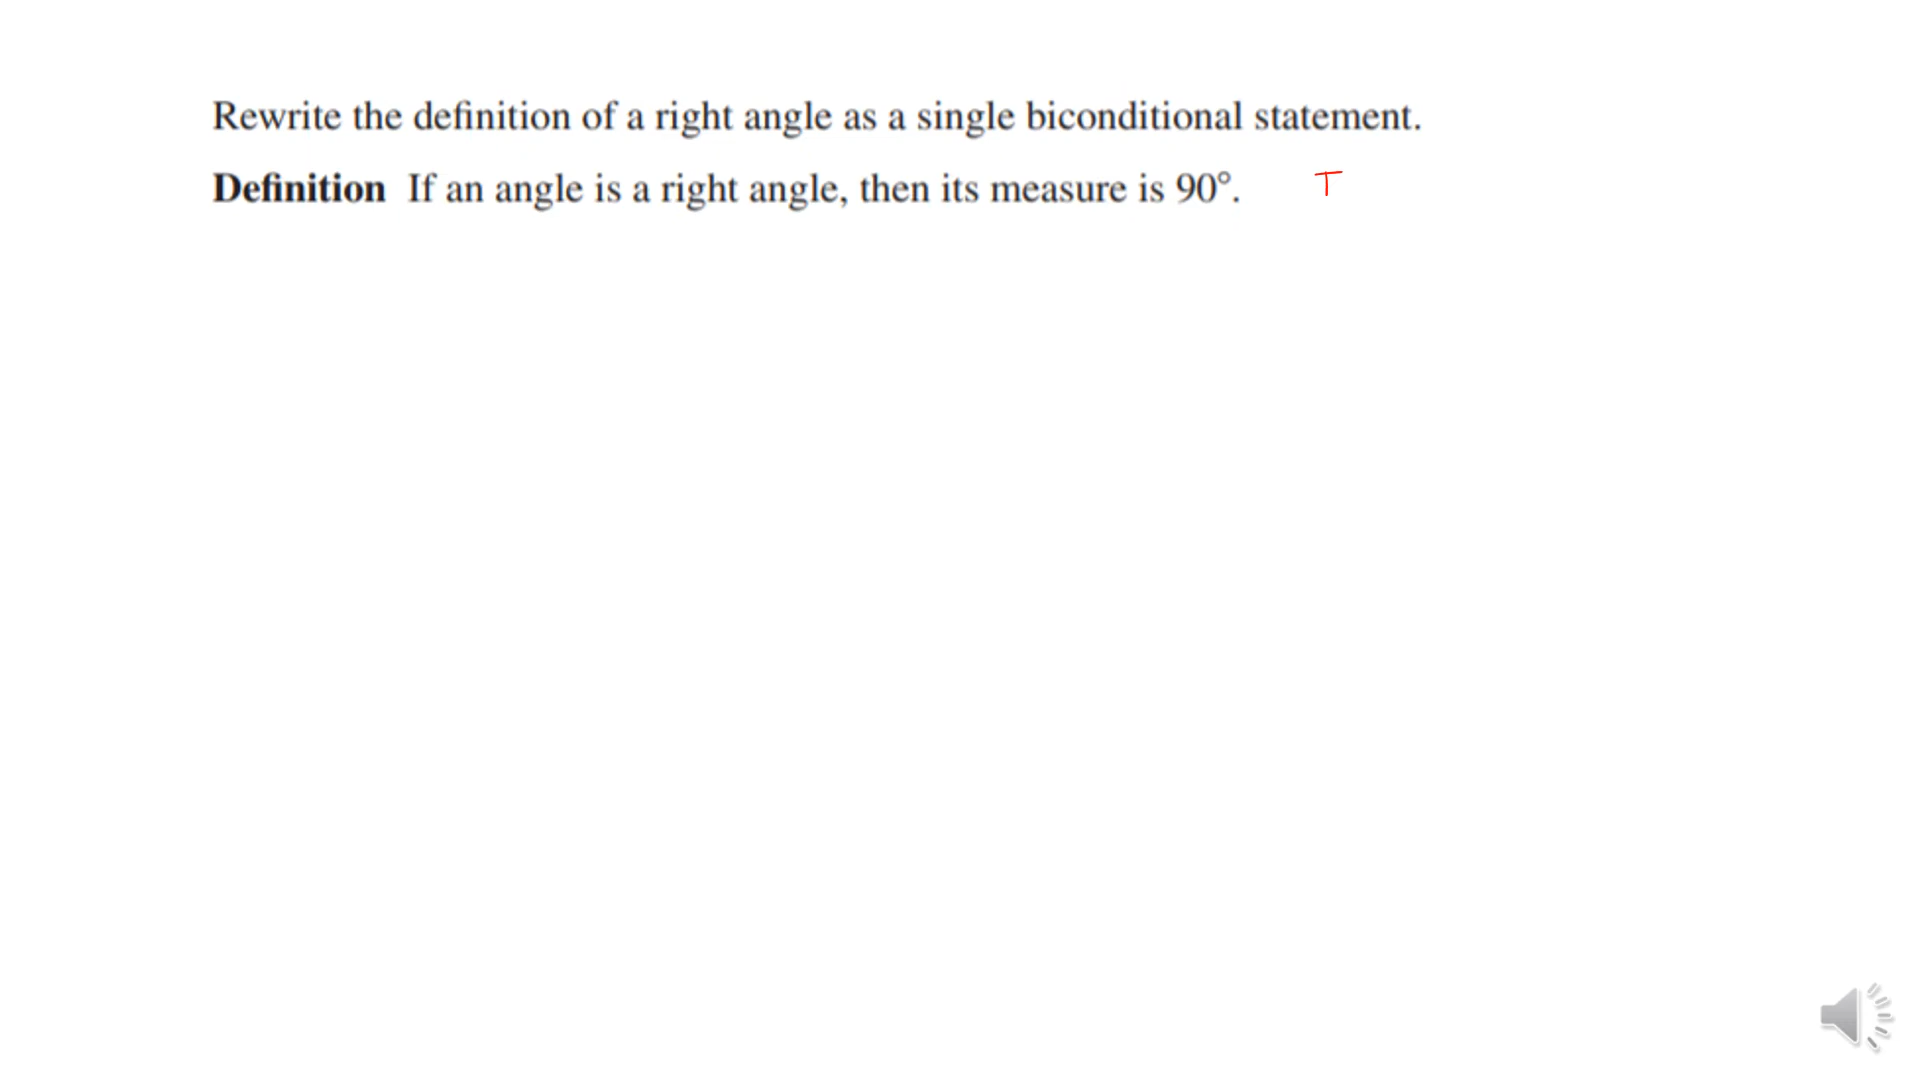 Rewrite the definition of a right angle as a single biconditional statement.
Definition If an angle is a right angle, then its measure is 90°. T